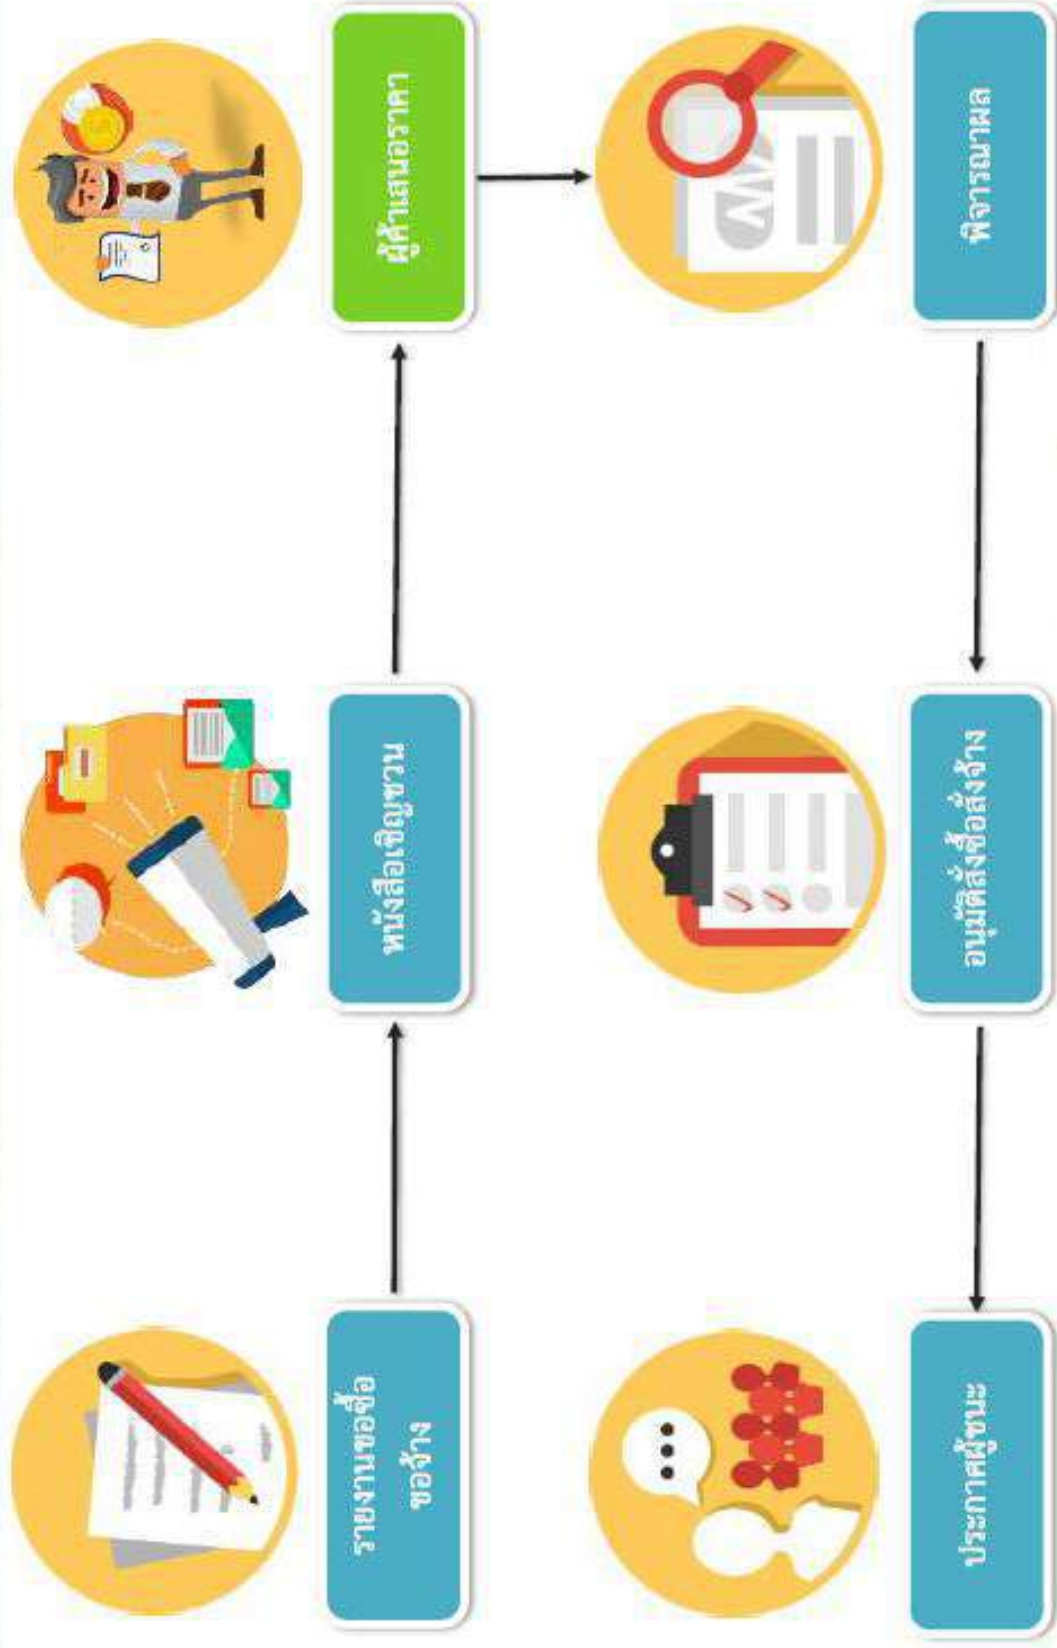 รายงานขอซื้อ
ขอจ้าง
หนังสือเชิญชวน
ผู้ค้าเสนอราคา
พิจารณาผล
อนุมัติสั่งซื้อสั่งจ้าง
ประกาศผู้ชนะ